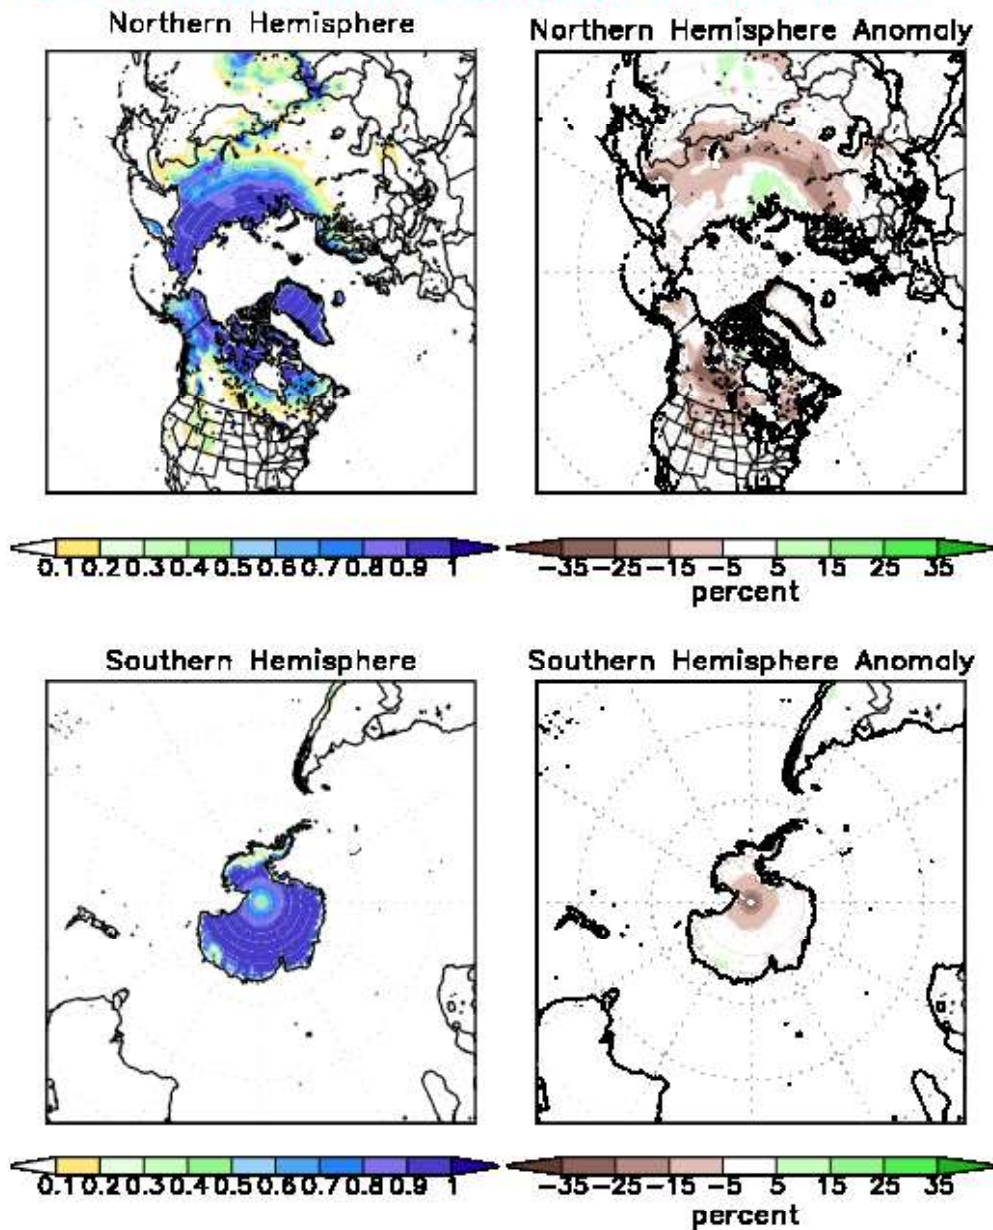 Northern Hemisphere
Northern Hemisphere Anomaly
0.1 0.2 0.3 0.4 0.5 0.6 0.7 0.8 0.9 1
-35 -25 -15 -5 5 15 25 35
percent
Southern Hemisphere
Southern Hemisphere Anomaly
0.1 0.2 0.3 0.4 0.5 0.6 0.7 0.8 0.9 1
-35 -25 -15 -5 5 15 25 35
percent